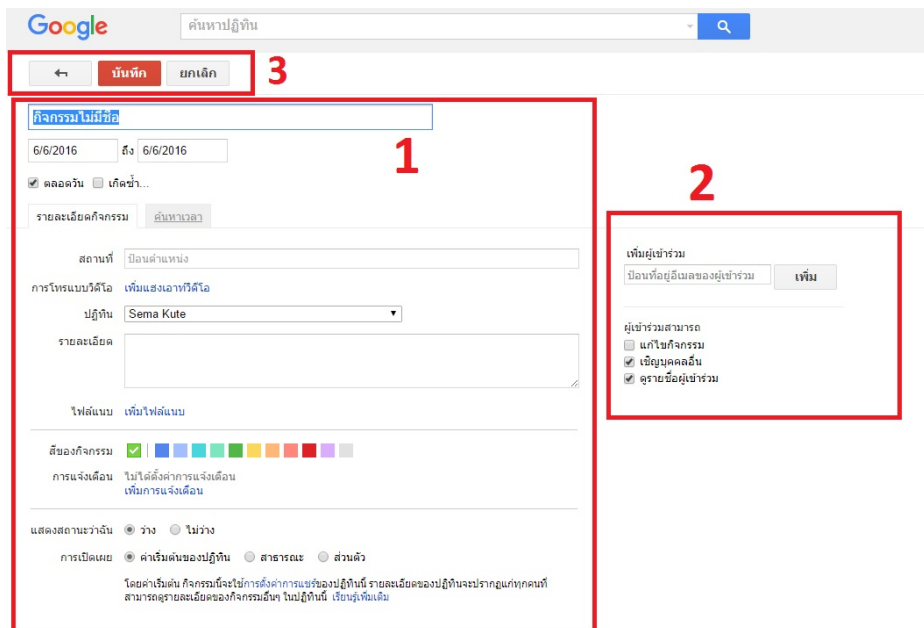 Google
ค้นหาปฏิทิน
บันทึก ยกเลิก 3
กิจกรรมไม่มีชื่อ
6/6/2016 ถึง 6/6/2016
1
ตลอดวัน เกิดซ้ำ...
รายละเอียดกิจกรรม ค้นหาเวลา
สถานที่ ป้อนตำแหน่ง
การโทรแบบวิดีโอ เพิ่มแฮงเอาท์วิดีโอ
ปฏิทิน Sema Kute
รายละเอียด
ไฟล์แนบ เพิ่มไฟล์แนบ
สีของกิจกรรม
การแจ้งเตือน ไม่ได้ตั้งค่าการแจ้งเตือน
เพิ่มการแจ้งเตือน
แสดงสถานะว่าฉัน ว่าง ไม่ว่าง
การเปิดเผย ค่าเริ่มต้นของปฏิทิน สาธารณะ ส่วนตัว
โดยค่าเริ่มต้น กิจกรรมนี้จะใช้การตั้งค่าการแชร์ของปฏิทินนี้ รายละเอียดของปฏิทินจะปรากฏแก่ทุกคนที่
สามารถดูรายละเอียดของกิจกรรมอื่นๆ ในปฏิทินนี้ เรียนรู้เพิ่มเติม
2
เพิ่มผู้เข้าร่วม
ป้อนที่อยู่อีเมลของผู้เข้าร่วม เพิ่ม
ผู้เข้าร่วมสามารถ
แก้ไขกิจกรรม
เชิญบุคคลอื่น
ดูรายชื่อผู้เข้าร่วม